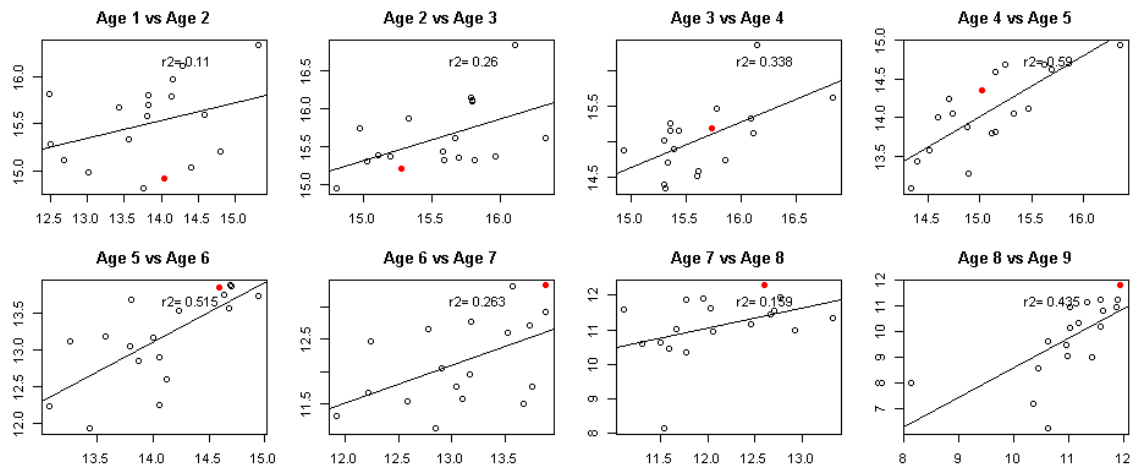 Age 1 vs Age 2
r2= 0.11
15.0 15.5 16.0
12.5 13.0 13.5 14.0 14.5 15.0
Age 2 vs Age 3
r2= 0.26
15.0 15.5 16.5
15.0 15.5 16.0
Age 3 vs Age 4
r2= 0.338
14.5 15.5
15.0 15.5 16.0 16.5
Age 4 vs Age 5
r2= 0.59
13.5 14.0 14.5 15.0
14.5 15.0 15.5 16.0
Age 5 vs Age 6
r2= 0.515
12.0 12.5 13.0 13.5
13.5 14.0 14.5 15.0
Age 6 vs Age 7
r2= 0.263
11.5 12.5
12.0 12.5 13.0 13.5
Age 7 vs Age 8
r2= 0.159
8 9 10 11 12
11.5 12.0 12.5 13.0
Age 8 vs Age 9
r2= 0.435
7 8 9 10 11 12
8 9 10 11 12